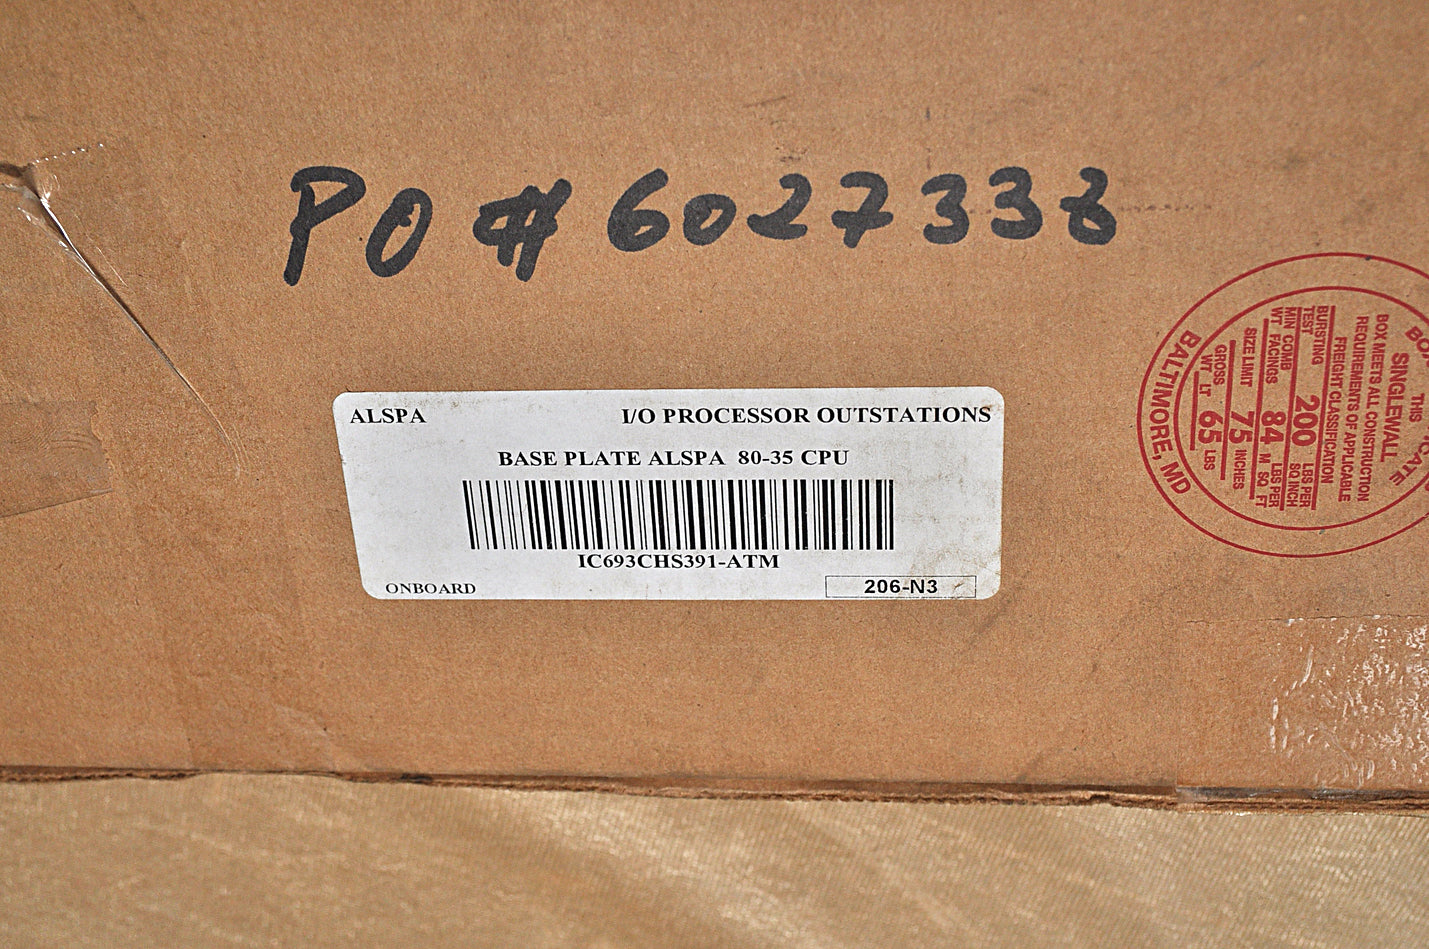 PO # 6027338
ALSPA I/O PROCESSOR OUTSTATIONS
BASE PLATE ALSPA 80-35 CPU
IC693CHS391-ATM
ONBOARD 206-N3
THIS
SINGLEWALL
BOX MEETS ALL CONSTRUCTION
REQUIREMENTS OF APPLICABLE
FREIGHT CLASSIFICATION
BURSTING TEST 200 LBS PER SQ INCH
MIN COMB WT FACINGS 84 LBS PER M SQ FT
SIZE LIMIT 75 INCHES
GROSS WT LT 65 LBS
BALTIMORE, MD